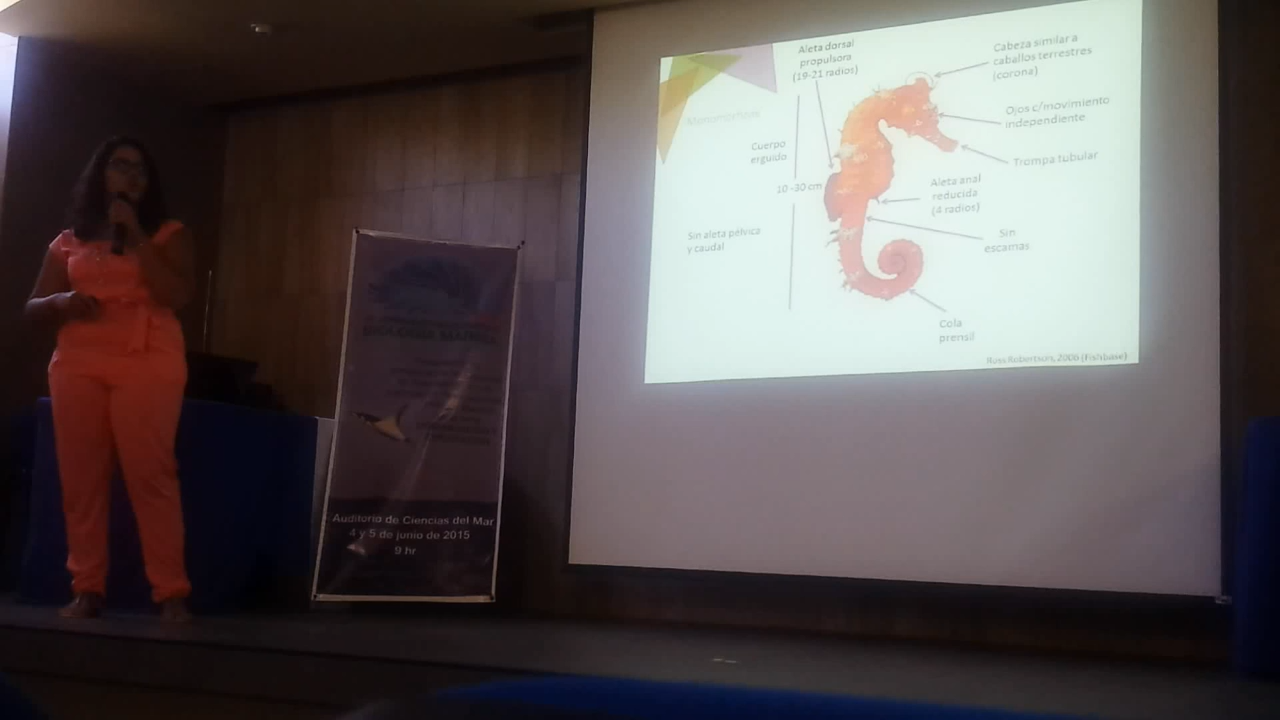 Aleta dorsal
propulsora
(19-21 radios)
Cabeza similar a
caballos terrestres
(corona)
Ojos c/movimiento
independiente
Cuerpo
erguido
Trompa tubular
10 -30 cm
Aleta anal
reducida
(4 radios)
Sin aleta pélvica
y caudal
Sin
escamas
Cola
prensil
Ross Robertson, 2006 (Fishbase)
Auditorio de Ciencias del Mar
4 y 5 de junio de 2015
9 hr